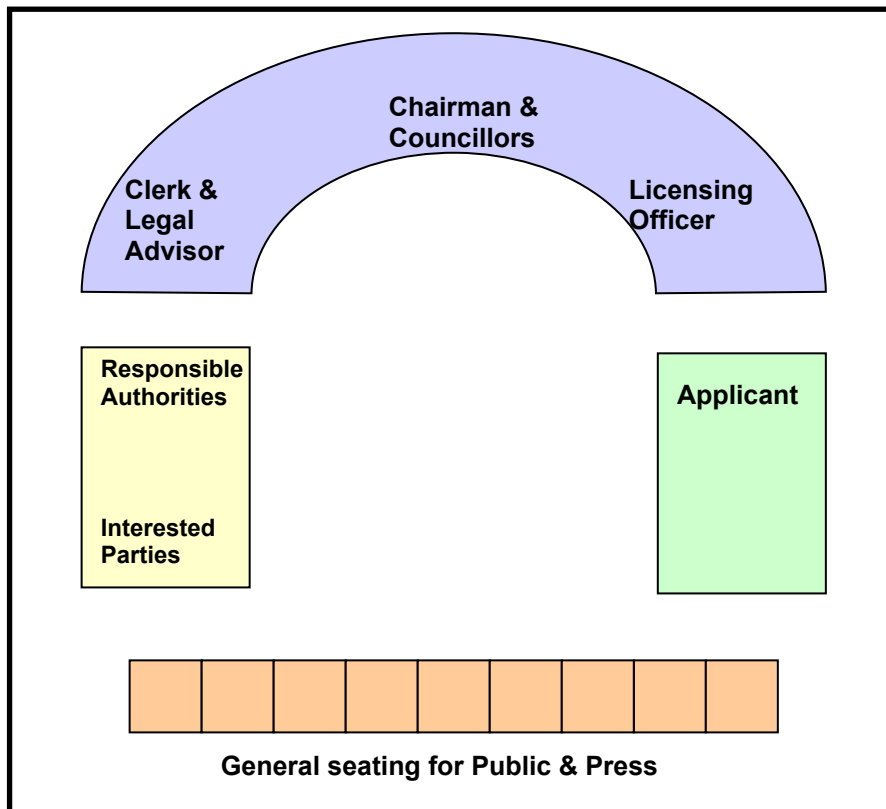 Chairman &
Councillors
Clerk &
Legal
Advisor
Licensing
Officer
Responsible
Authorities
Applicant
Interested
Parties
General seating for Public & Press